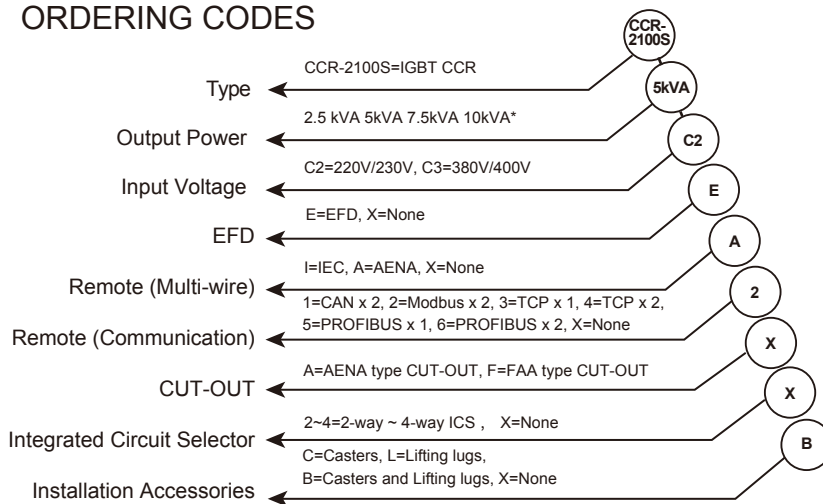 ORDERING CODES
CCR-
2100S
CCR-2100S=IGBT CCR
Type
5kVA
2.5 kVA 5kVA 7.5kVA 10kVA*
Output Power
C2
C2=220V/230V, C3=380V/400V
Input Voltage
E
E=EFD, X=None
EFD
A
I=IEC, A=AENA, X=None
Remote (Multi-wire)
2
1=CAN x 2, 2=Modbus x 2, 3=TCP x 1, 4=TCP x 2,
5=PROFIBUS x 1, 6=PROFIBUS x 2, X=None
Remote (Communication)
X
A=AENA type CUT-OUT, F=FAA type CUT-OUT
CUT-OUT
X
2~4=2-way ~ 4-way ICS , X=None
Integrated Circuit Selector
B
C=Casters, L=Lifting lugs,
B=Casters and Lifting lugs, X=None
Installation Accessories